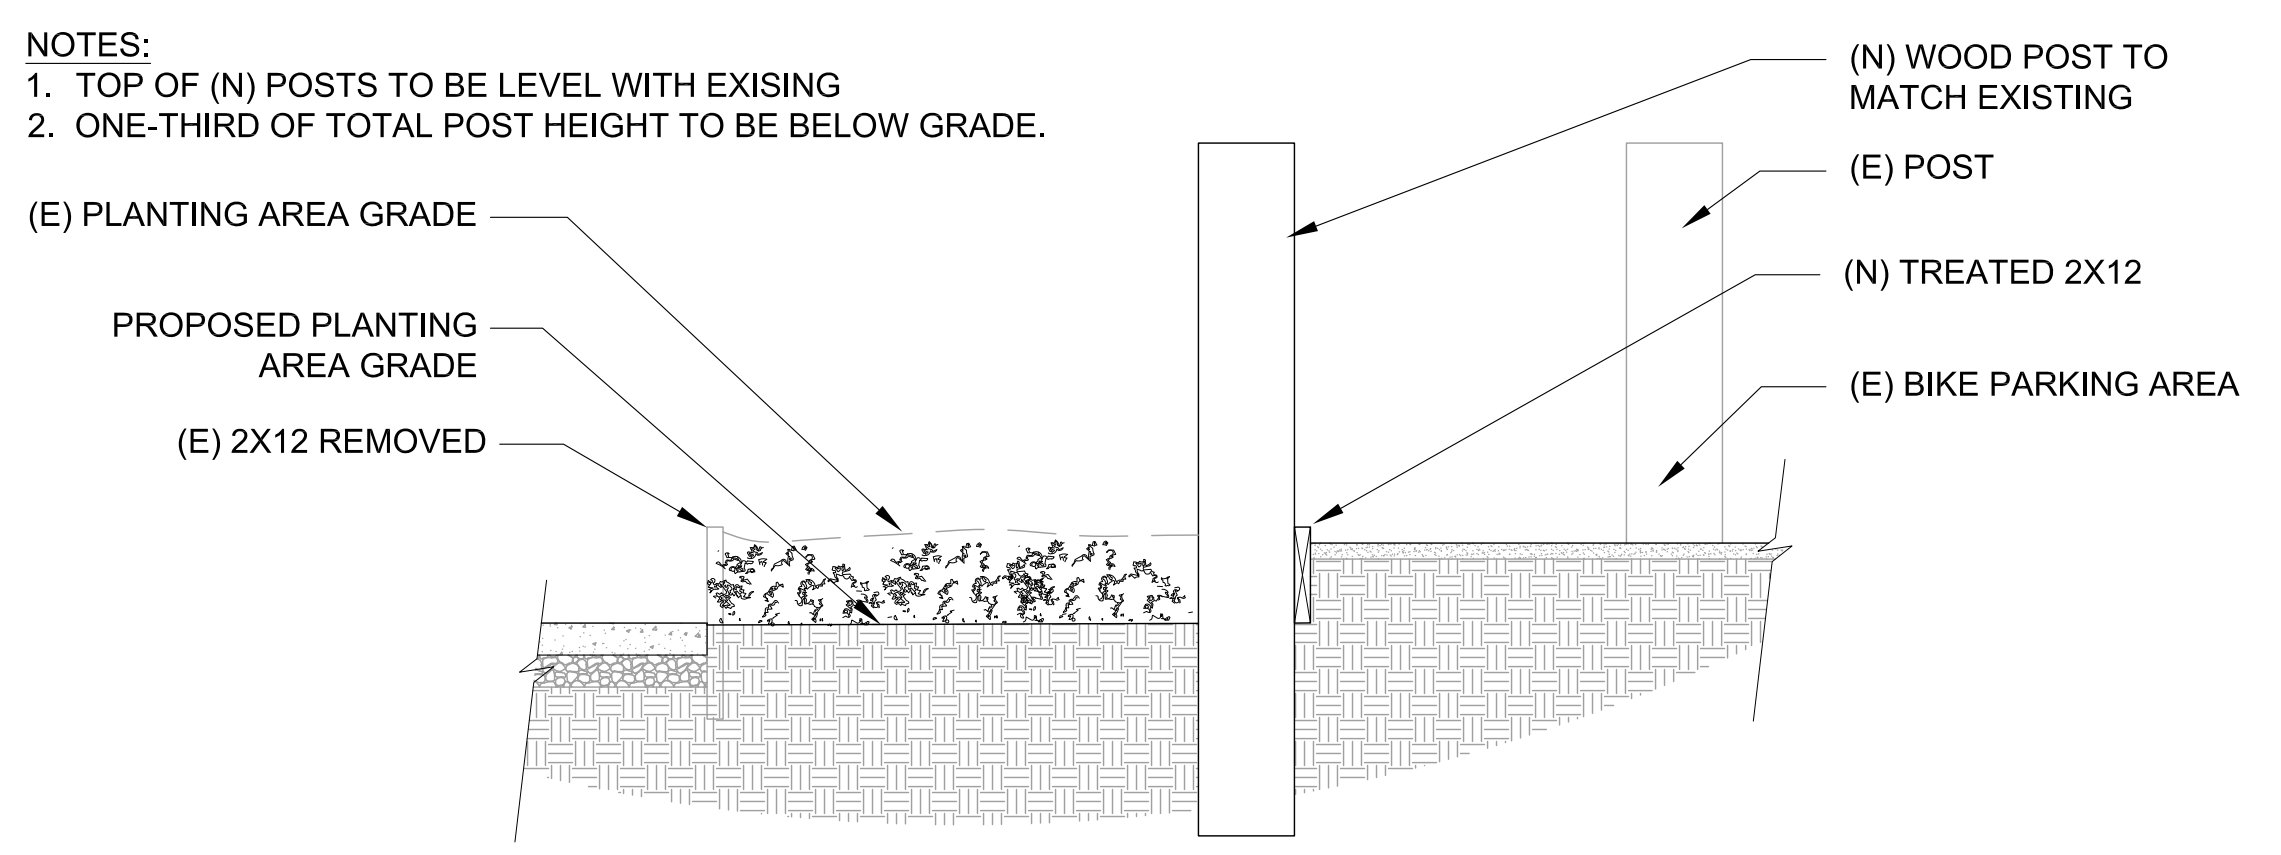 NOTES:
1. TOP OF (N) POSTS TO BE LEVEL WITH EXISING
2. ONE-THIRD OF TOTAL POST HEIGHT TO BE BELOW GRADE.
(E) PLANTING AREA GRADE
PROPOSED PLANTING
AREA GRADE
(E) 2X12 REMOVED
(N) WOOD POST TO
MATCH EXISTING
(E) POST
(N) TREATED 2X12
(E) BIKE PARKING AREA